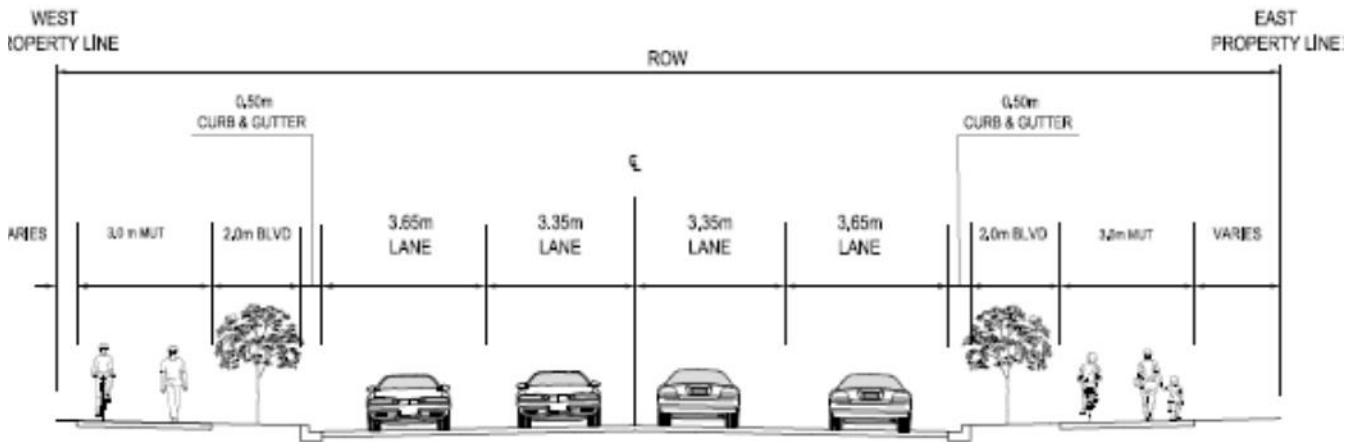 WEST
ROPERTY LINE
EAST
PROPERTY LINE
ROW
0.50m
CURB & GUTTER
0.50m
CURB & GUTTER
℄
ARIES
3.0 m MUT
2.0m BLVD
3.65m
LANE
3.35m
LANE
3.35m
LANE
3.65m
LANE
2.0m BLVD
3.0m MUT
VARIES